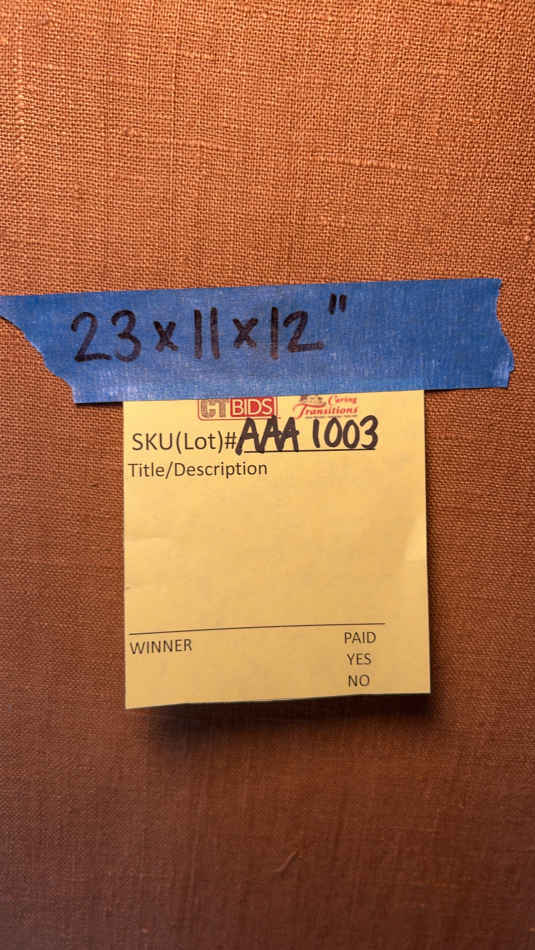 23 x 11 x 12"
CTBIDS Caring Transitions
SKU(Lot)# AAA 1003
Title/Description
WINNER PAID
YES
NO